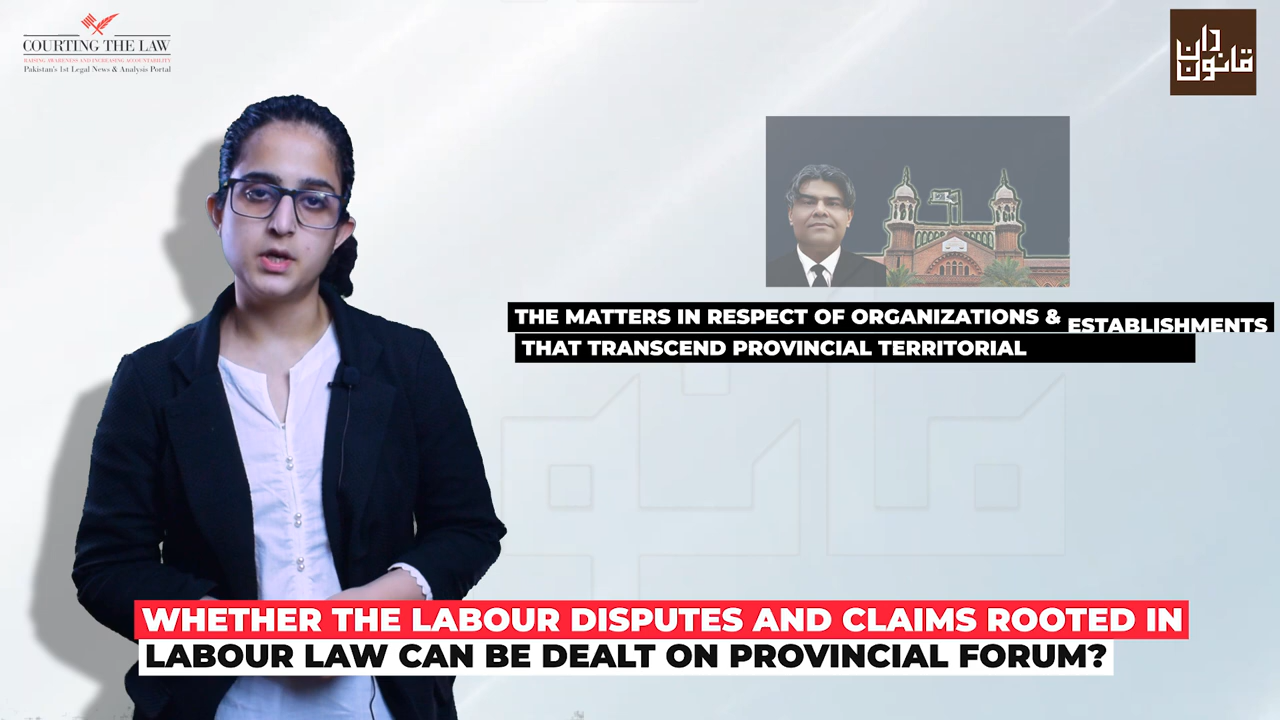 COURTING THE LAW
RAISING AWARENESS AND INCREASING ACCOUNTABILITY
Pakistan's 1st Legal News & Analysis Portal
قانون دان
THE MATTERS IN RESPECT OF ORGANIZATIONS & ESTABLISHMENTS
THAT TRANSCEND PROVINCIAL TERRITORIAL
WHETHER THE LABOUR DISPUTES AND CLAIMS ROOTED IN
LABOUR LAW CAN BE DEALT ON PROVINCIAL FORUM?